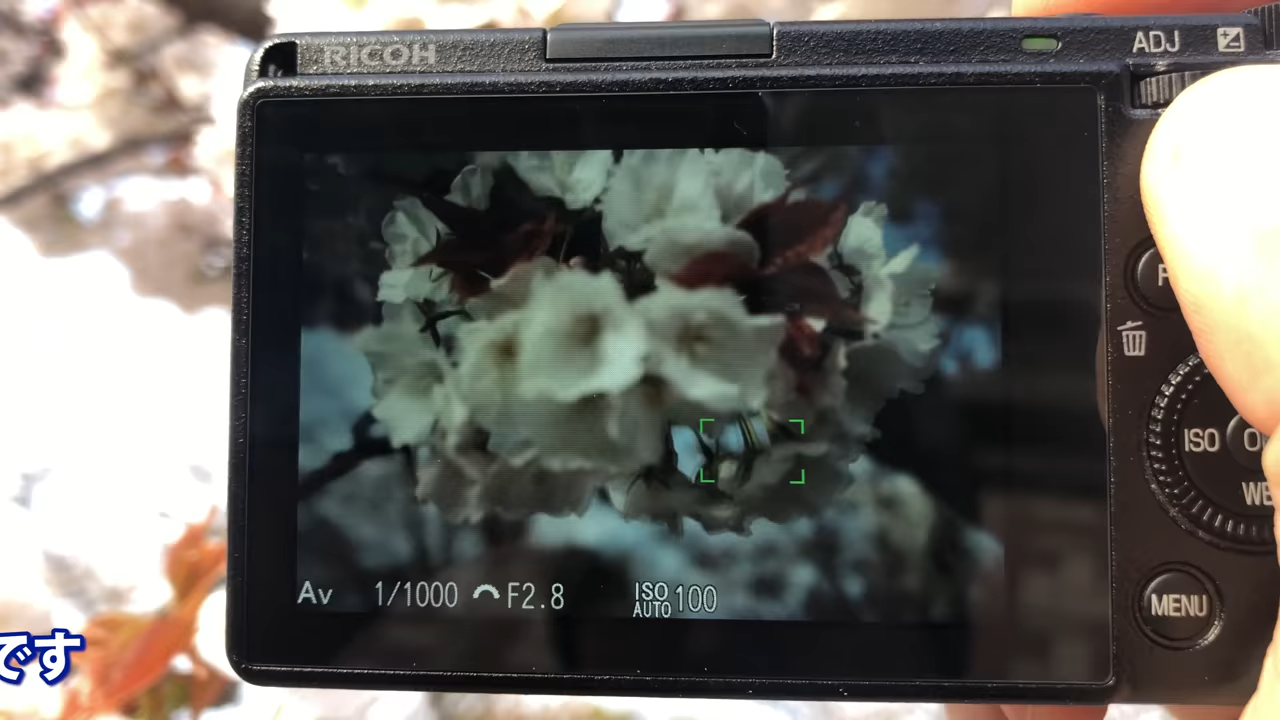 RICOH
ADJ
ISO
MENU
Av 1/1000 F2.8 ISO AUTO 100
です